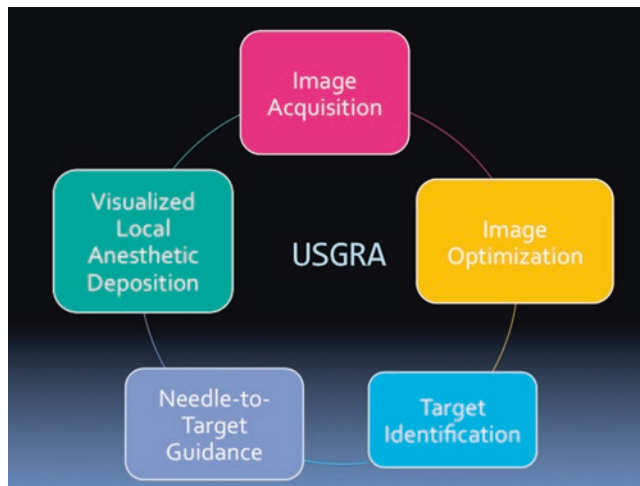 Image
Acquisition
Image
Optimization
Target
Identification
Needle-to-
Target
Guidance
Visualized
Local
Anesthetic
Deposition
USGRA